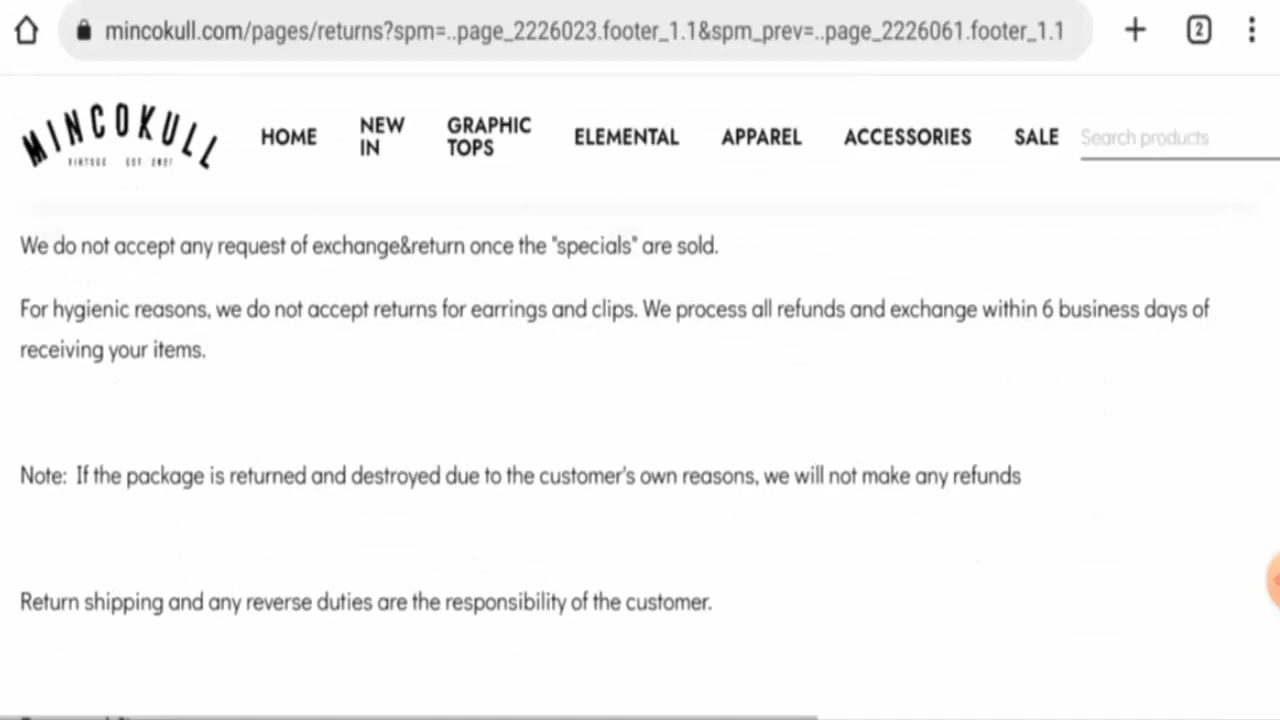 mincokull.com/pages/returns?spm=..page_2226023.footer_1.1&spm_prev=..page_2226061.footer_1.1
2
MINCOKULL
VINTAGE EST. 2021
HOME
NEW
IN
GRAPHIC
TOPS
ELEMENTAL
APPAREL
ACCESSORIES
SALE
Search products
We do not accept any request of exchange&return once the "specials" are sold.
For hygienic reasons, we do not accept returns for earrings and clips. We process all refunds and exchange within 6 business days of
receiving your items.
Note: If the package is returned and destroyed due to the customer's own reasons, we will not make any refunds
Return shipping and any reverse duties are the responsibility of the customer.